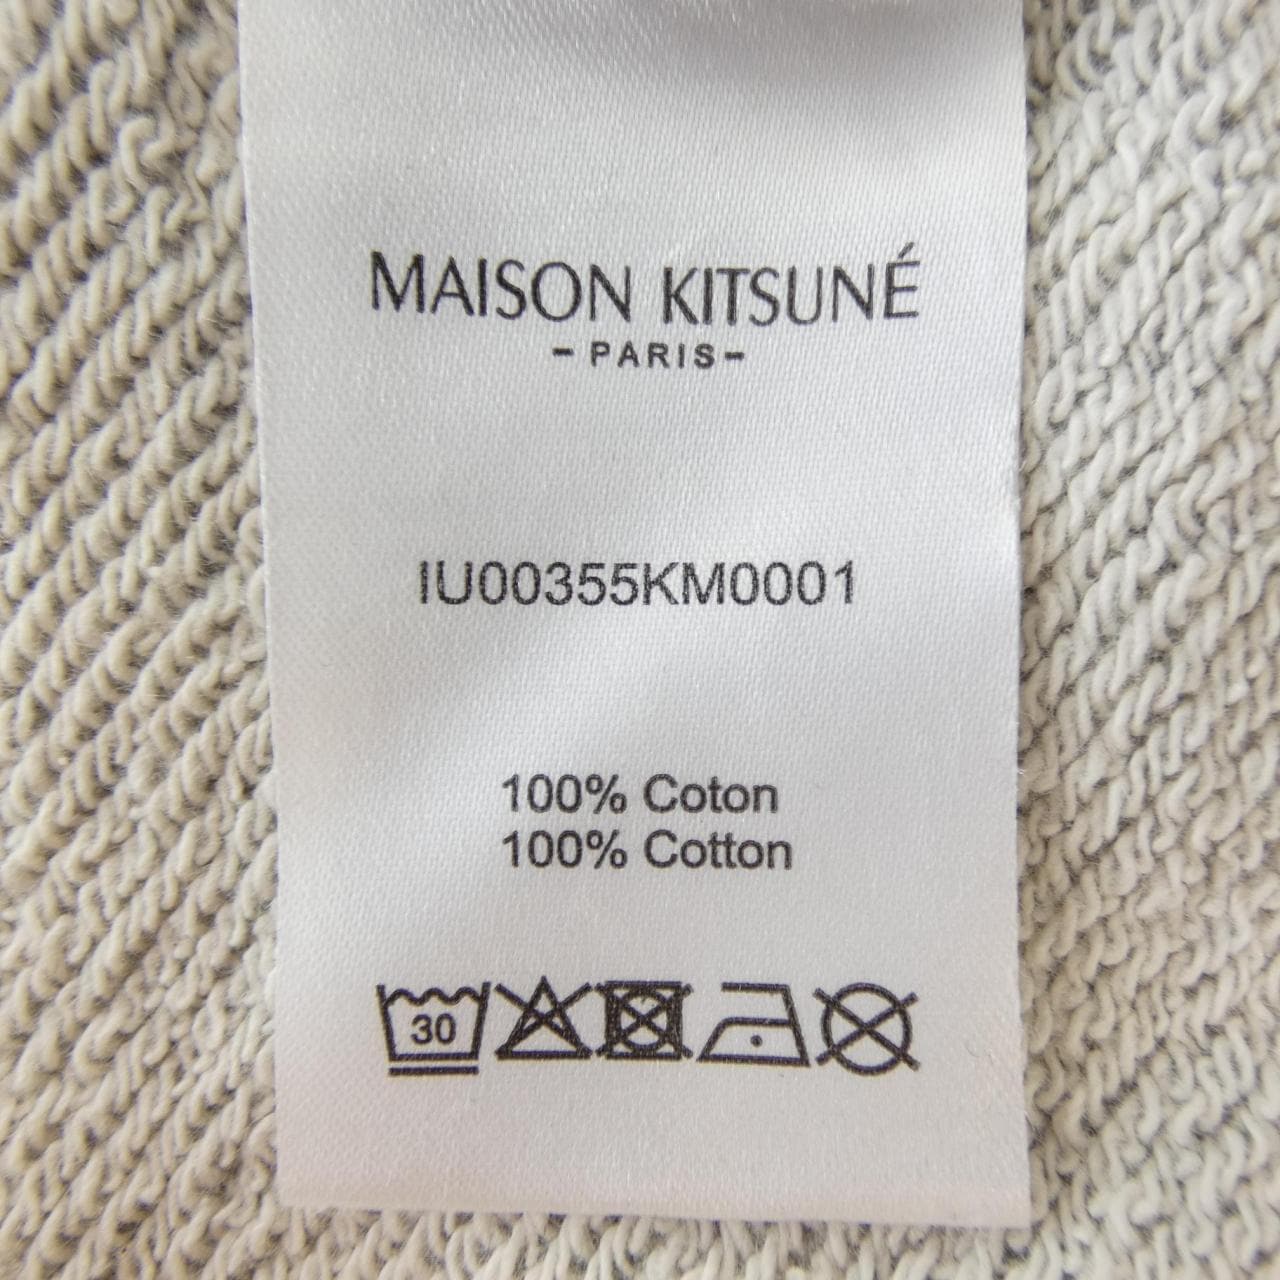 MAISON KITSUNÉ
- PARIS -
IU00355KM0001
100% Coton
100% Cotton
30